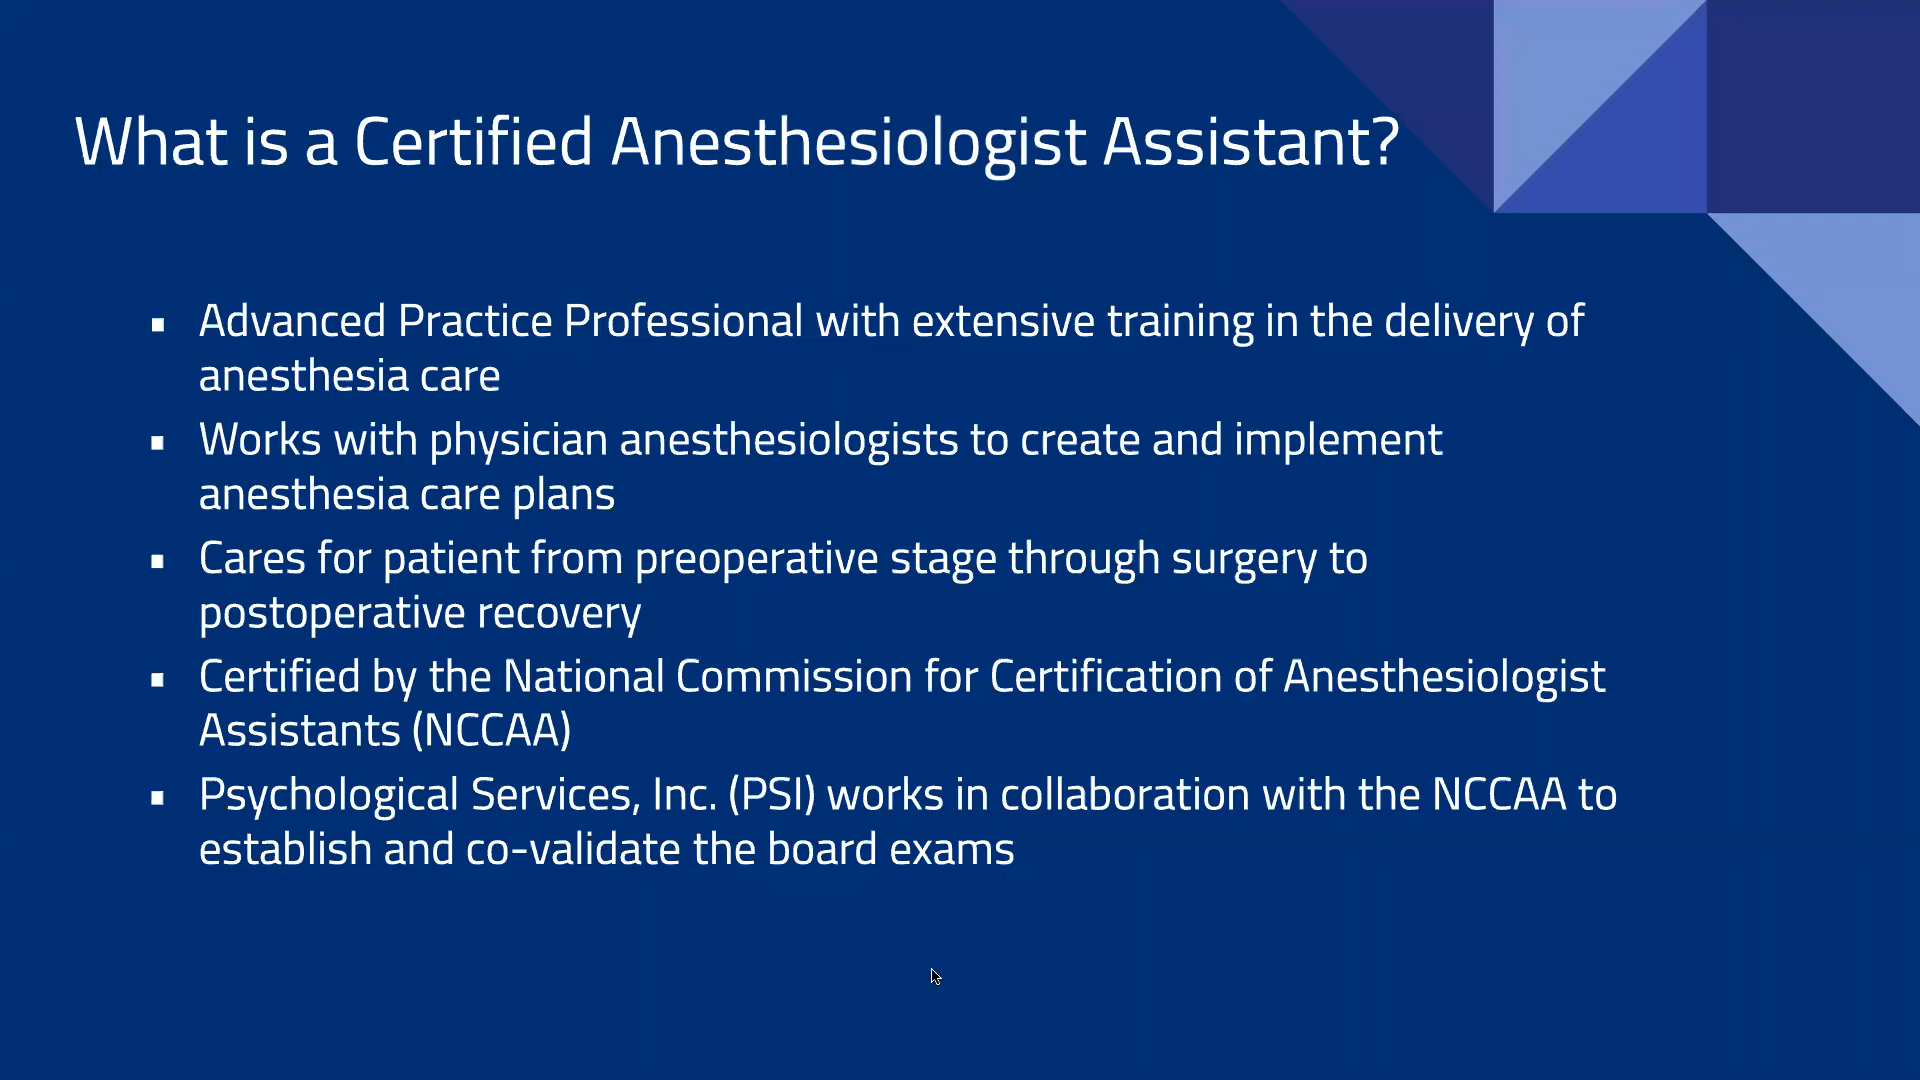 What is a Certified Anesthesiologist Assistant?
▪ Advanced Practice Professional with extensive training in the delivery of
anesthesia care
▪ Works with physician anesthesiologists to create and implement
anesthesia care plans
▪ Cares for patient from preoperative stage through surgery to
postoperative recovery
▪ Certified by the National Commission for Certification of Anesthesiologist
Assistants (NCCAA)
▪ Psychological Services, Inc. (PSI) works in collaboration with the NCCAA to
establish and co-validate the board exams